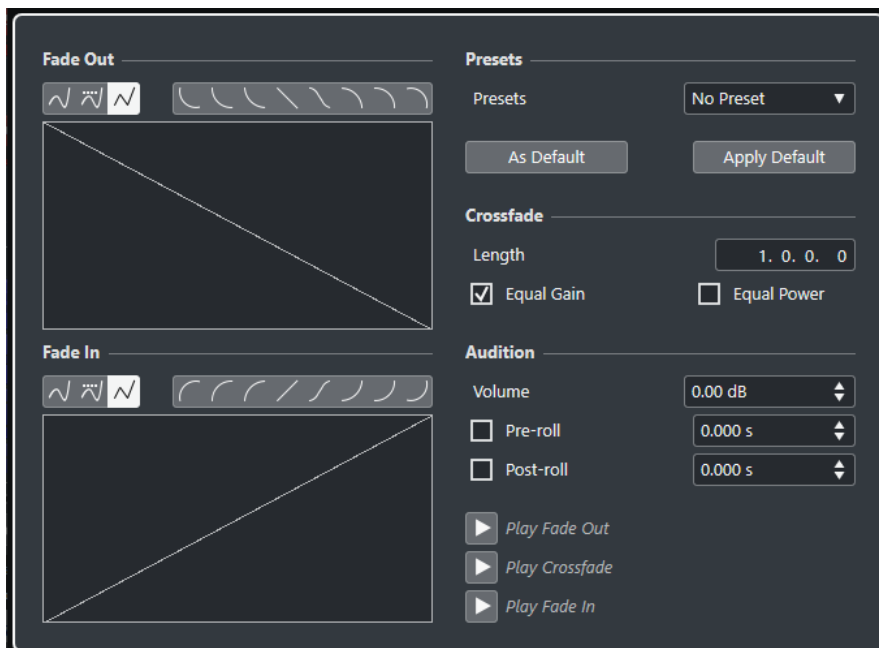 Fade Out
Presets
Presets
No Preset
As Default
Apply Default
Crossfade
Length
1. 0. 0. 0
Equal Gain
Equal Power
Fade In
Audition
Volume
0.00 dB
Pre-roll
0.000 s
Post-roll
0.000 s
Play Fade Out
Play Crossfade
Play Fade In